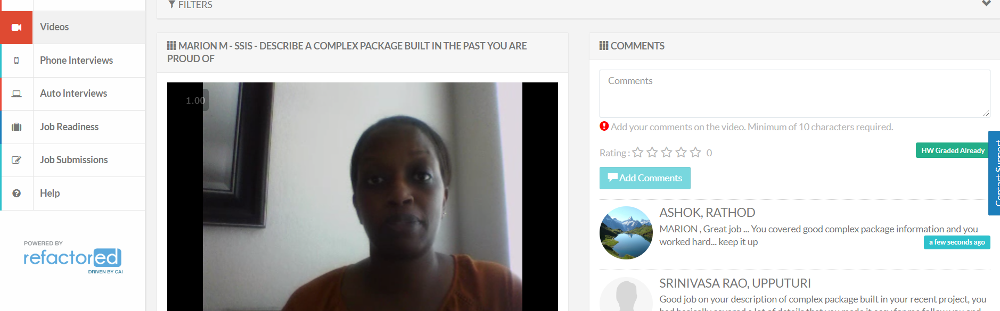 FILTERS
Videos
Phone Interviews
Auto Interviews
Job Readiness
Job Submissions
Help
POWERED BY
refactored
DRIVEN BY CAI
MARION M - SSIS - DESCRIBE A COMPLEX PACKAGE BUILT IN THE PAST YOU ARE
PROUD OF
1.00
COMMENTS
Comments
Add your comments on the video. Minimum of 10 characters required.
Rating : 0
HW Graded Already
Add Comments
Contact Support
ASHOK, RATHOD
MARION , Great job ... You covered good complex package information and you
worked hard... keep it up
a few seconds ago
SRINIVASA RAO, UPPUTURI
Good job on your description of complex package built in your recent project, you